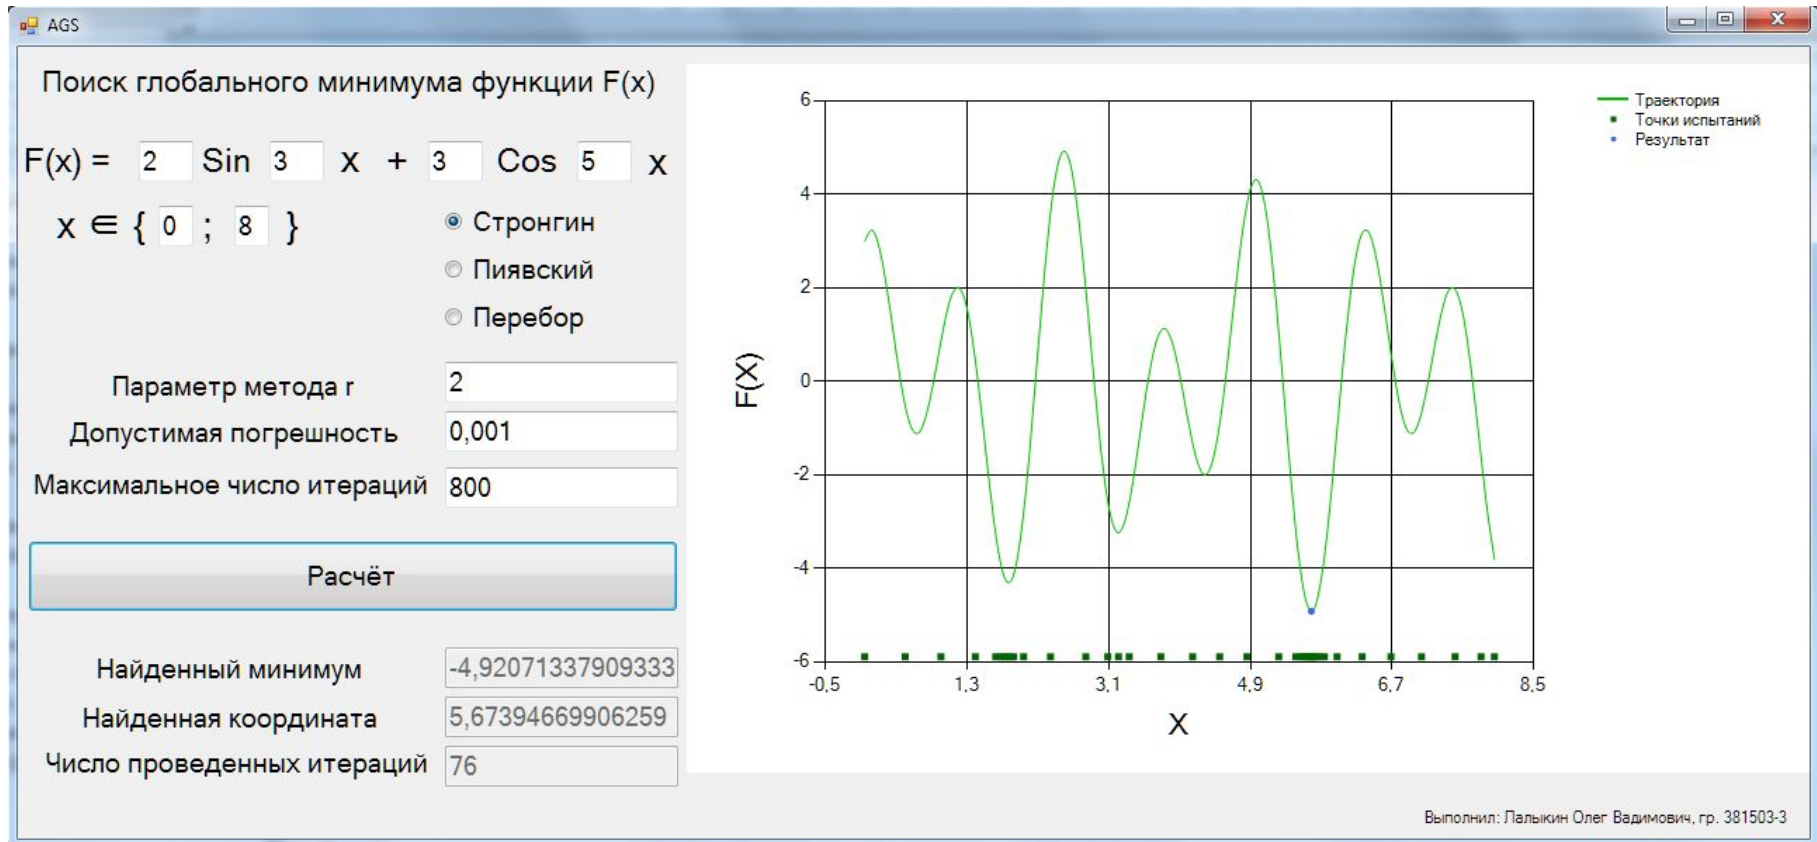 AGS
Поиск глобального минимума функции F(x)
F(x) = 2 Sin 3 x + 3 Cos 5 x
x ∈ { 0 ; 8 }
Стронгин
Пиявский
Перебор
Параметр метода r 2
Допустимая погрешность 0,001
Максимальное число итераций 800
Расчёт
Найденный минимум -4,92071337909333
Найденная координата 5,67394669906259
Число проведенных итераций 76
6
4
2
0
-2
-4
-6
F(X)
-0,5 1,3 3,1 4,9 6,7 8,5
X
Траектория
Точки испытаний
Результат
Выполнил: Лалыкин Олег Вадимович, гр. 381503-3